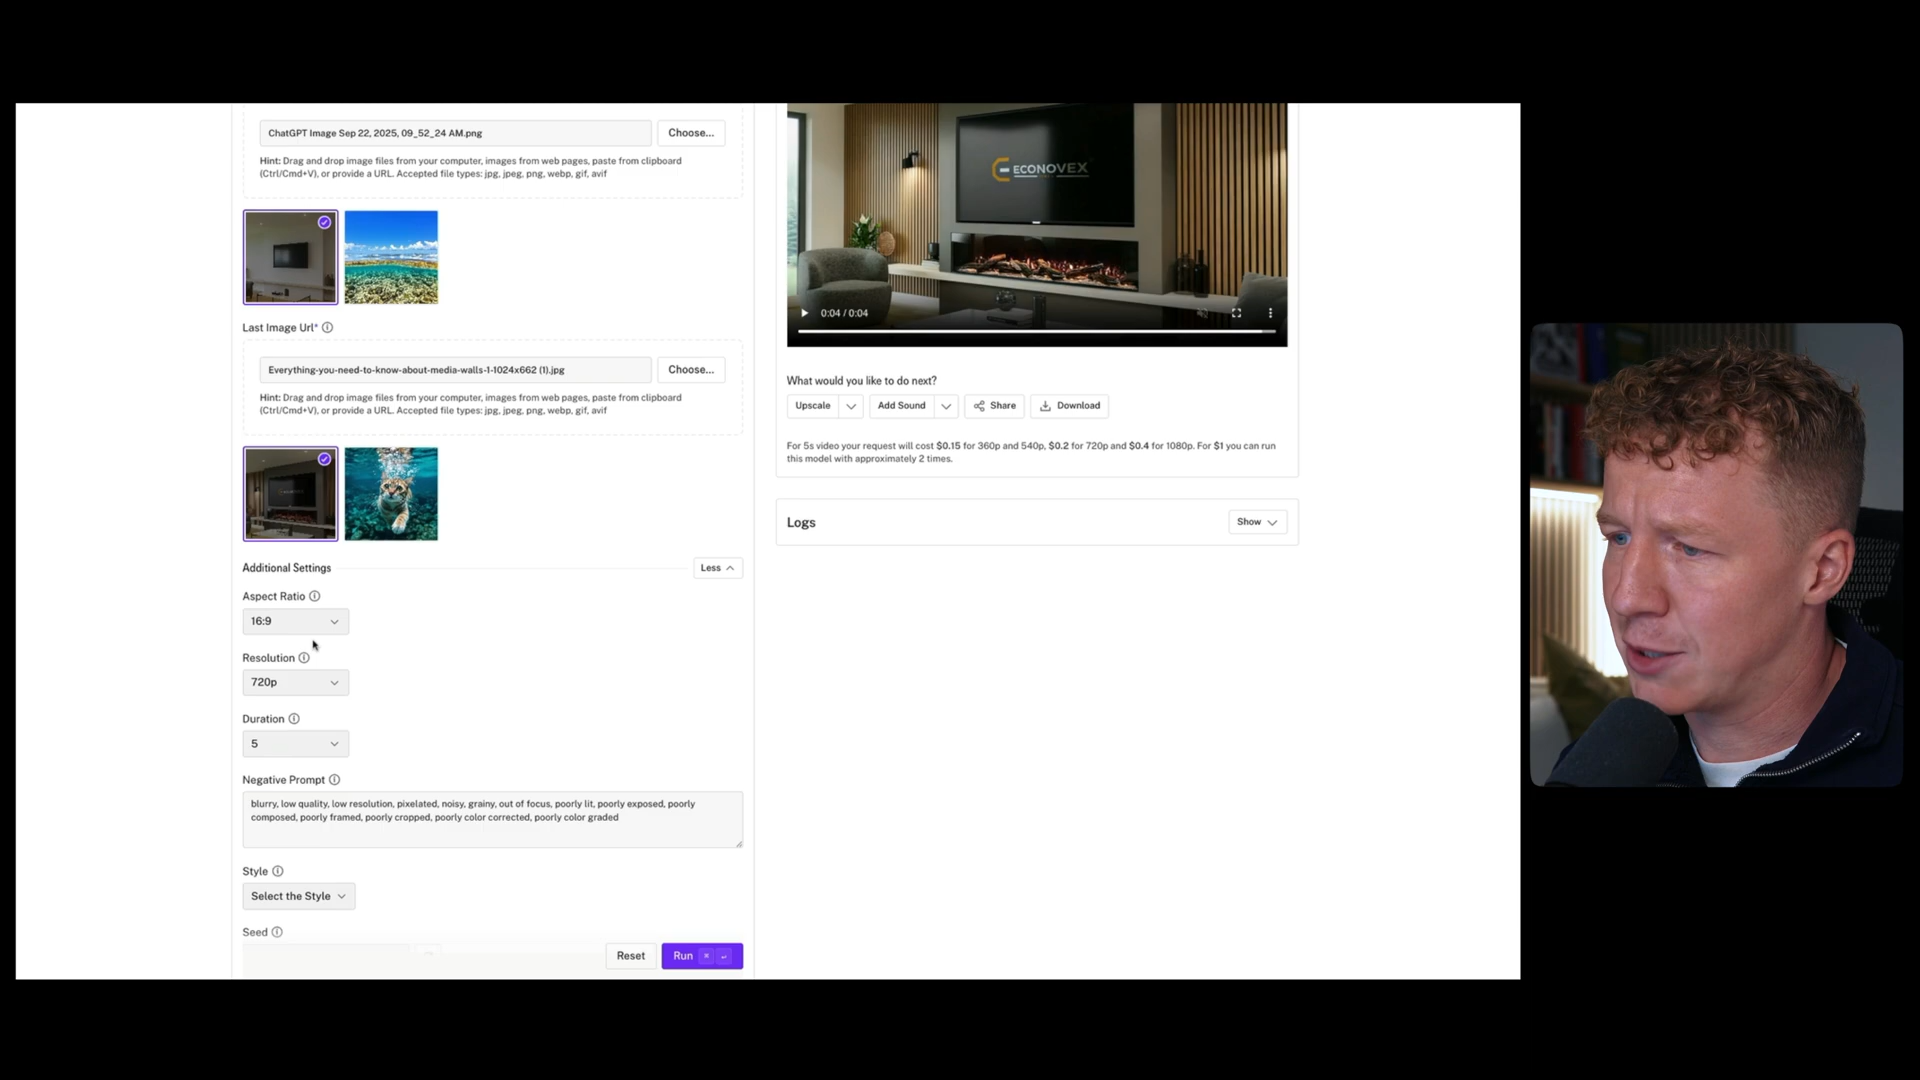 ChatGPT Image Sep 22, 2025, 09_52_24 AM.png
Choose...
Hint: Drag and drop image files from your computer, images from web pages, paste from clipboard
(Ctrl/Cmd+V), or provide a URL. Accepted file types: jpg, jpeg, png, webp, gif, avif
Last Image Url*
Everything-you-need-to-know-about-media-walls-1-1024x662 (1).jpg
Choose...
Hint: Drag and drop image files from your computer, images from web pages, paste from clipboard
(Ctrl/Cmd+V), or provide a URL. Accepted file types: jpg, jpeg, png, webp, gif, avif
Additional Settings
Less
Aspect Ratio
16:9
Resolution
720p
Duration
5
Negative Prompt
blurry, low quality, low resolution, pixelated, noisy, grainy, out of focus, poorly lit, poorly exposed, poorly
composed, poorly framed, poorly cropped, poorly color corrected, poorly color graded
Style
Select the Style
Seed
Reset
Run
ECONOVEX
0:04 / 0:04
What would you like to do next?
Upscale
Add Sound
Share
Download
For 5s video your request will cost $0.15 for 360p and 540p, $0.2 for 720p and $0.4 for 1080p. For $1 you can run
this model with approximately 2 times.
Logs
Show